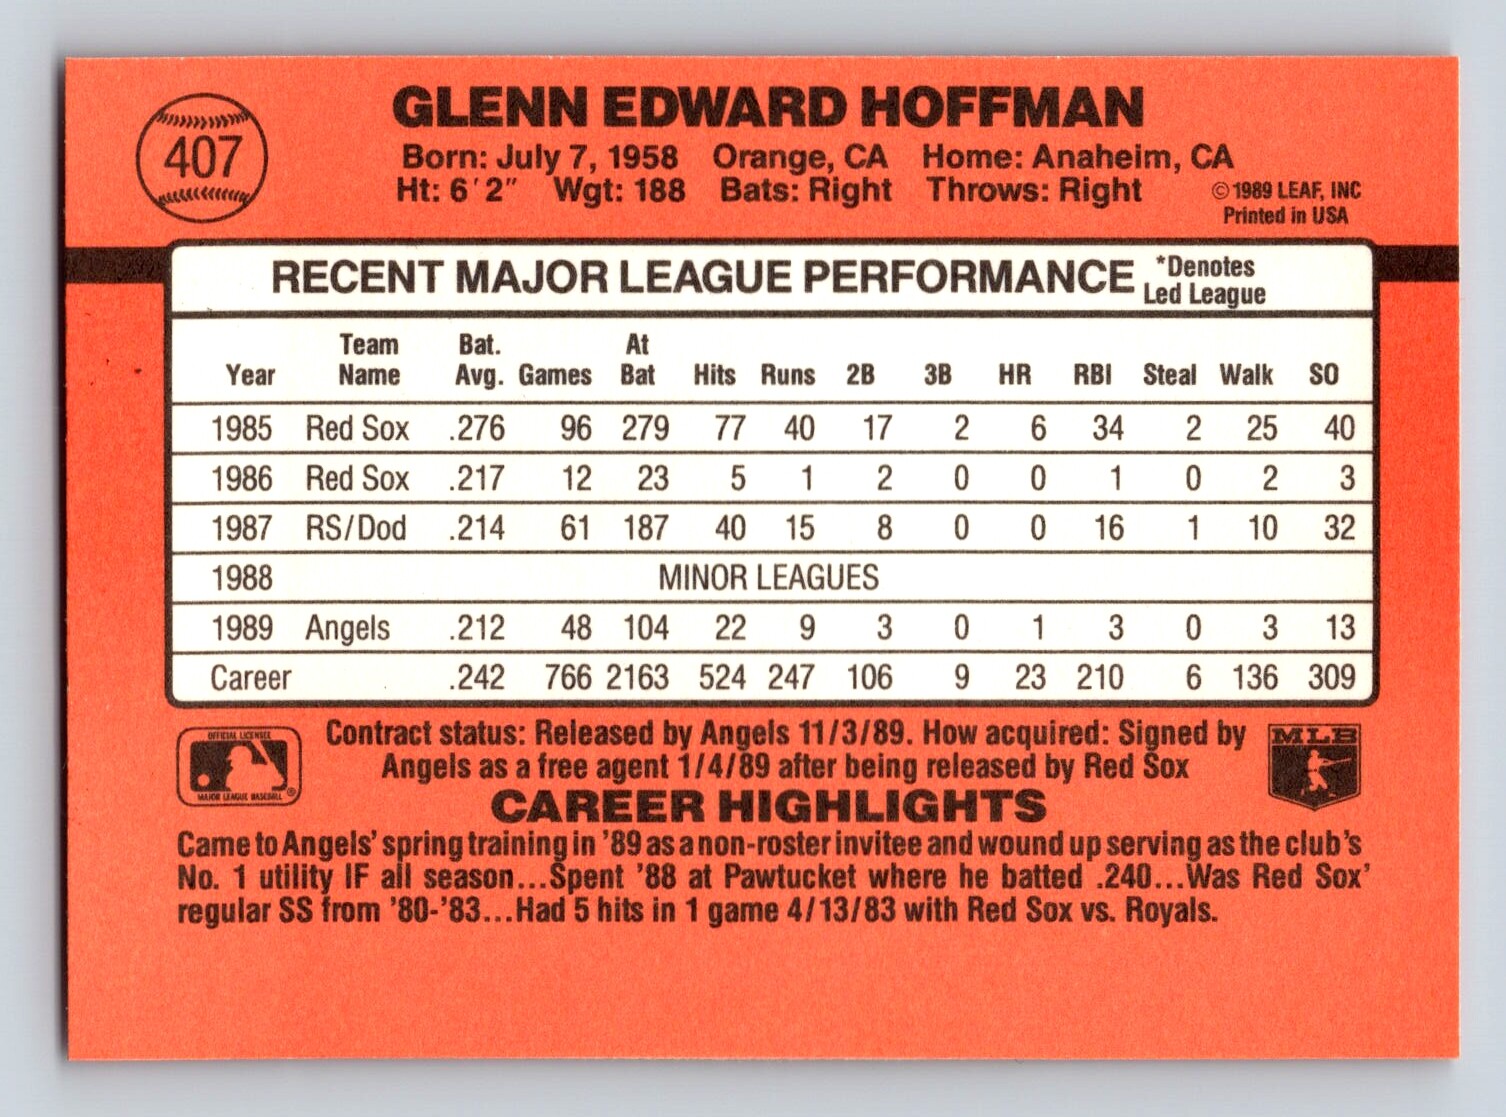 407
GLENN EDWARD HOFFMAN
Born: July 7, 1958 Orange, CA Home: Anaheim, CA
Ht: 6'2" Wgt: 188 Bats: Right Throws: Right
©1989 LEAF, INC
Printed in USA
RECENT MAJOR LEAGUE PERFORMANCE *Denotes Led League
Year Team Name Bat. Avg. Games At Bat Hits Runs 2B 3B HR RBI Steal Walk SO
1985 Red Sox .276 96 279 77 40 17 2 6 34 2 25 40
1986 Red Sox .217 12 23 5 1 2 0 0 1 0 2 3
1987 RS/Dod .214 61 187 40 15 8 0 0 16 1 10 32
1988 MINOR LEAGUES
1989 Angels .212 48 104 22 9 3 0 1 3 0 3 13
Career .242 766 2163 524 247 106 9 23 210 6 136 309
OFFICIAL LICENSEE
MAJOR LEAGUE BASEBALL ®
Contract status: Released by Angels 11/3/89. How acquired: Signed by
Angels as a free agent 1/4/89 after being released by Red Sox
MLB
CAREER HIGHLIGHTS
Came to Angels' spring training in '89 as a non-roster invitee and wound up serving as the club's
No. 1 utility IF all season...Spent '88 at Pawtucket where he batted .240...Was Red Sox'
regular SS from '80-'83...Had 5 hits in 1 game 4/13/83 with Red Sox vs. Royals.